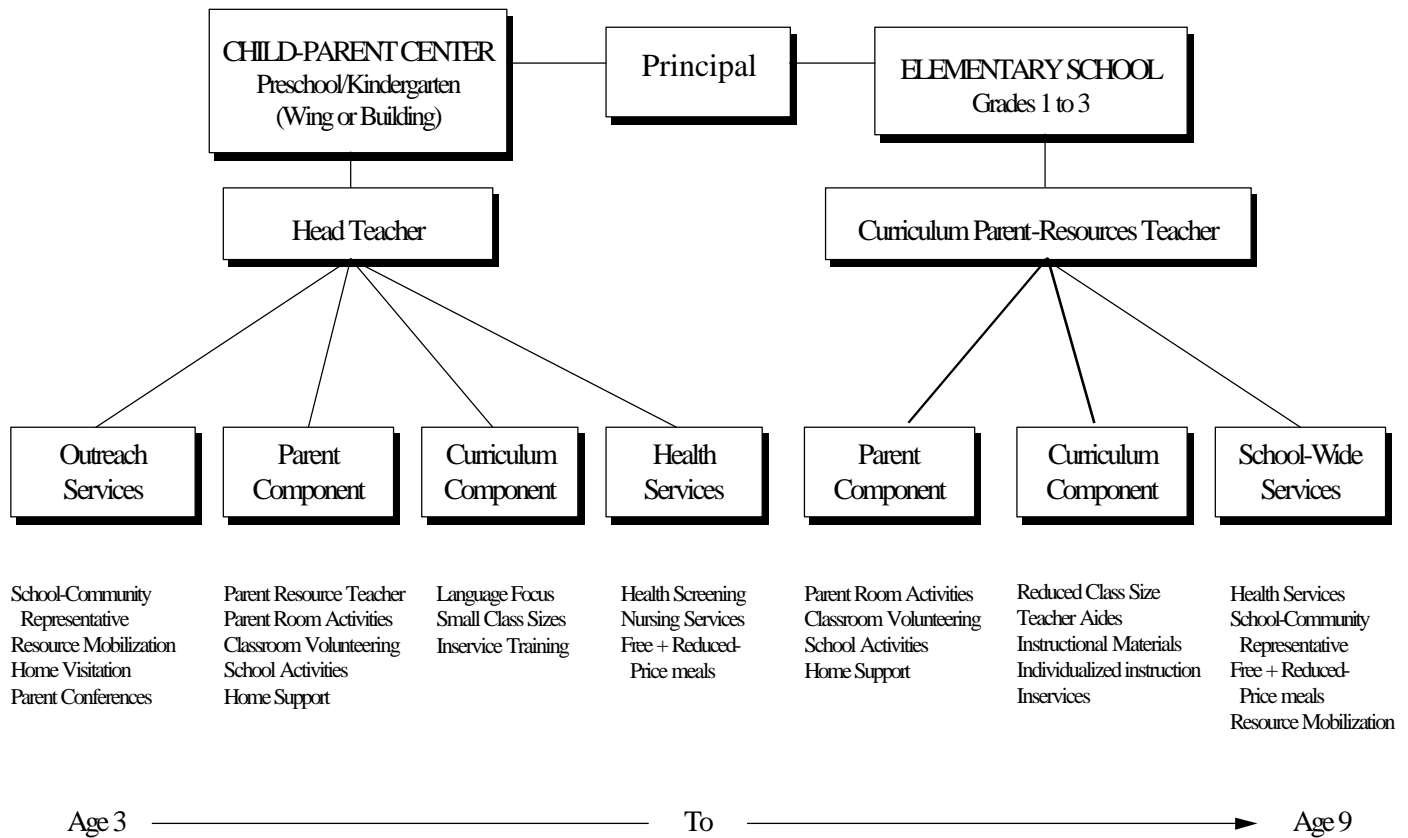 CHILD-PARENT CENTER
Preschool/Kindergarten
(Wing or Building)
Principal
ELEMENTARY SCHOOL
Grades 1 to 3
Head Teacher
Curriculum Parent-Resources Teacher
Outreach
Services
Parent
Component
Curriculum
Component
Health
Services
Parent
Component
Curriculum
Component
School-Wide
Services
School-Community
Representative
Resource Mobilization
Home Visitation
Parent Conferences
Parent Resource Teacher
Parent Room Activities
Classroom Volunteering
School Activities
Home Support
Language Focus
Small Class Sizes
Inservice Training
Health Screening
Nursing Services
Free + Reduced-
Price meals
Parent Room Activities
Classroom Volunteering
School Activities
Home Support
Reduced Class Size
Teacher Aides
Instructional Materials
Individualized instruction
Inservices
Health Services
School-Community
Representative
Free + Reduced-
Price meals
Resource Mobilization
Age 3
To
Age 9